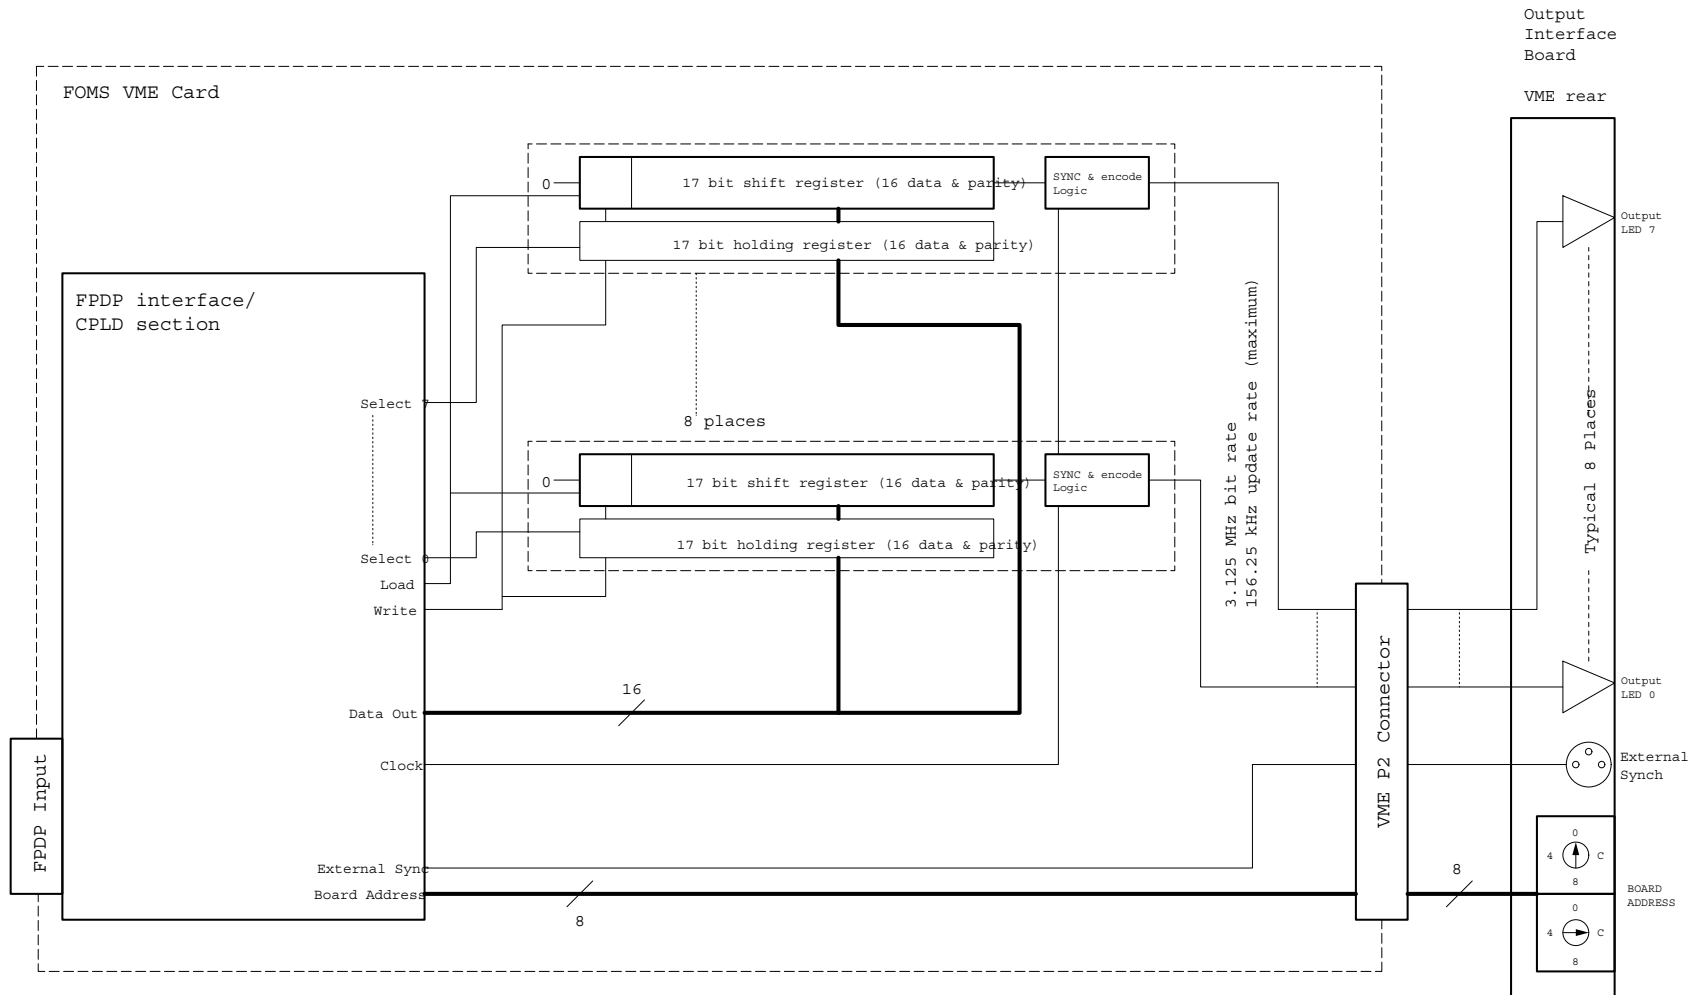 Output
Interface
Board
VME rear
FOMS VME Card
0
17 bit shift register (16 data & parity)
SYNC & encode
Logic
17 bit holding register (16 data & parity)
Output
LED 7
FPDP interface/
CPLD section
Select 7
8 places
0
17 bit shift register (16 data & parity)
SYNC & encode
Logic
17 bit holding register (16 data & parity)
3.125 MHz bit rate
156.25 kHz update rate (maximum)
Typical 8 Places
Select 0
Load
Write
16
Data Out
Clock
VME P2 Connector
Output
LED 0
External
Synch
FPDP Input
External Sync
Board Address
8
8
0
4
C
8
BOARD
ADDRESS
0
4
C
8